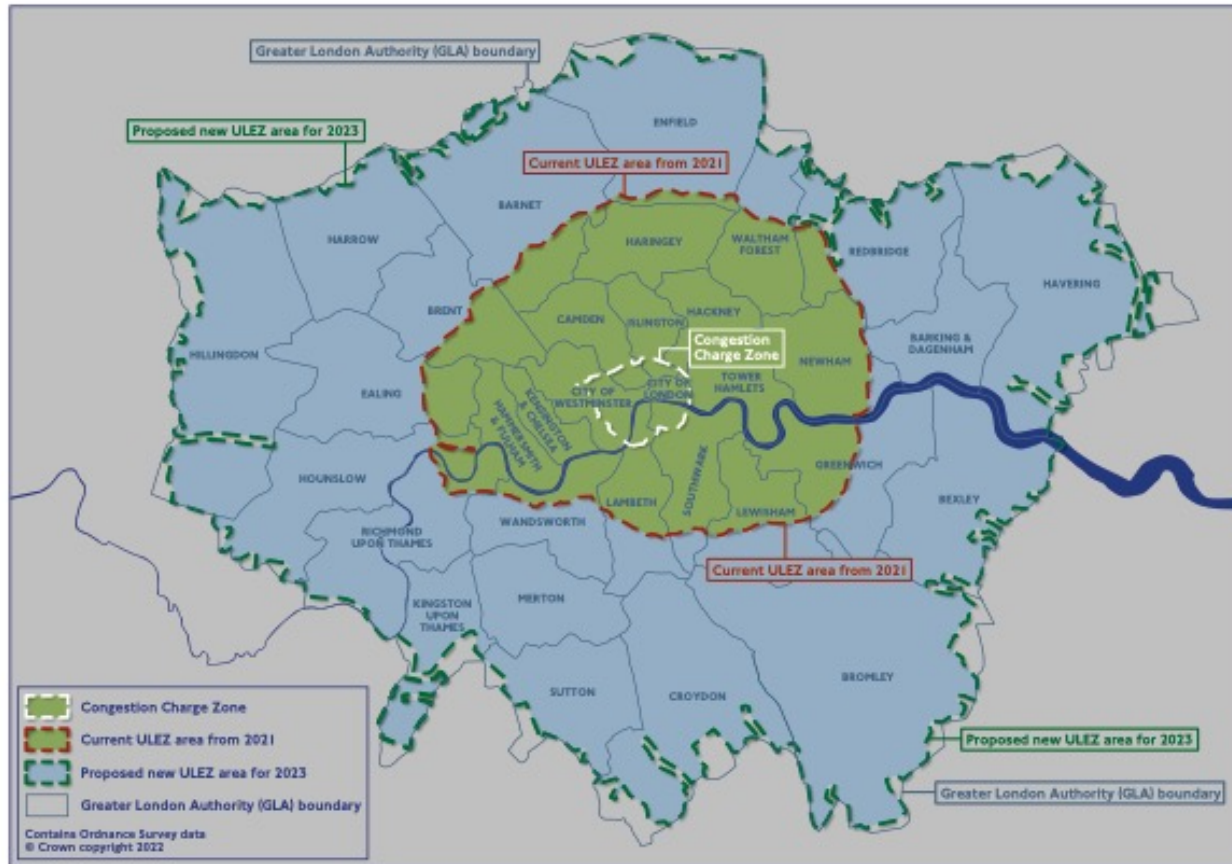 Greater London Authority (GLA) boundary
ENFIELD
Proposed new ULEZ area for 2023
Current ULEZ area from 2021
BARNET
HARROW
HARINGEY
WALTHAM
FOREST
REDBRIDGE
HAVERING
BRENT
CAMDEN
ISLINGTON
HACKNEY
Congestion
Charge Zone
BARKING &
DAGENHAM
HILLINGDON
NEWHAM
EALING
CITY OF
WESTMINSTER
CITY OF
LONDON
TOWER
HAMLETS
KENSINGTON
& CHELSEA
HAMMERSMITH
& FULHAM
HOUNSLOW
GREENWICH
SOUTHWARK
BEXLEY
LAMBETH
LEWISHAM
WANDSWORTH
RICHMOND
UPON THAMES
Current ULEZ area from 2021
MERTON
KINGSTON
UPON
THAMES
BROMLEY
SUTTON
CROYDON
Proposed new ULEZ area for 2023
Greater London Authority (GLA) boundary
Congestion Charge Zone
Current ULEZ area from 2021
Proposed new ULEZ area for 2023
Greater London Authority (GLA) boundary
Contains Ordnance Survey data
© Crown copyright 2022